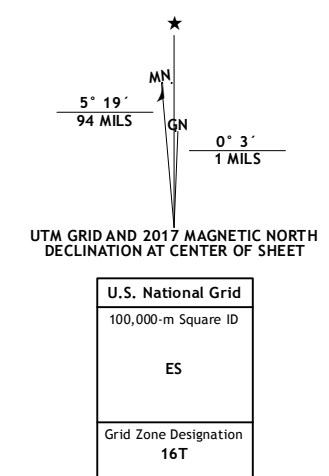 MN
5° 19´
94 MILS
GN
0° 3´
1 MILS
UTM GRID AND 2017 MAGNETIC NORTH
DECLINATION AT CENTER OF SHEET
U.S. National Grid
100,000-m Square ID
ES
Grid Zone Designation
16T